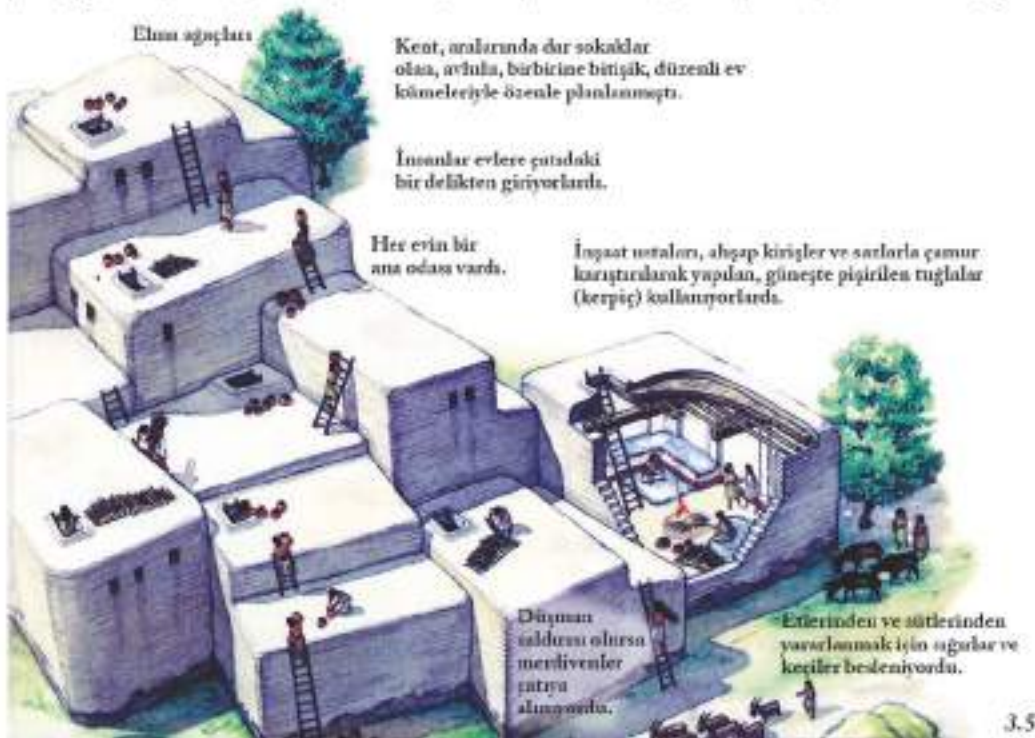 Elma ağaçları
Kent, aralarında dar sokaklar
olan, avlulu, birbirine bitişik, düzenli ev
kümeleriyle özenle planlanmıştı.
İnsanlar evlere çatıdaki
bir delikten giriyorlardı.
Her evin bir
ana odası vardı.
İnşaat ustaları, ahşap kirişler ve sazlarla çamur
karıştırılarak yapılan, güneşte pişirilen tuğlalar
(kerpiç) kullanıyorlardı.
Düşman
saldırısı olursa
merdivenler
çatıya
alınıyordu.
Etlerinden ve sütlerinden
yararlanmak için sığırlar ve
keçiler besleniyordu.
3.5